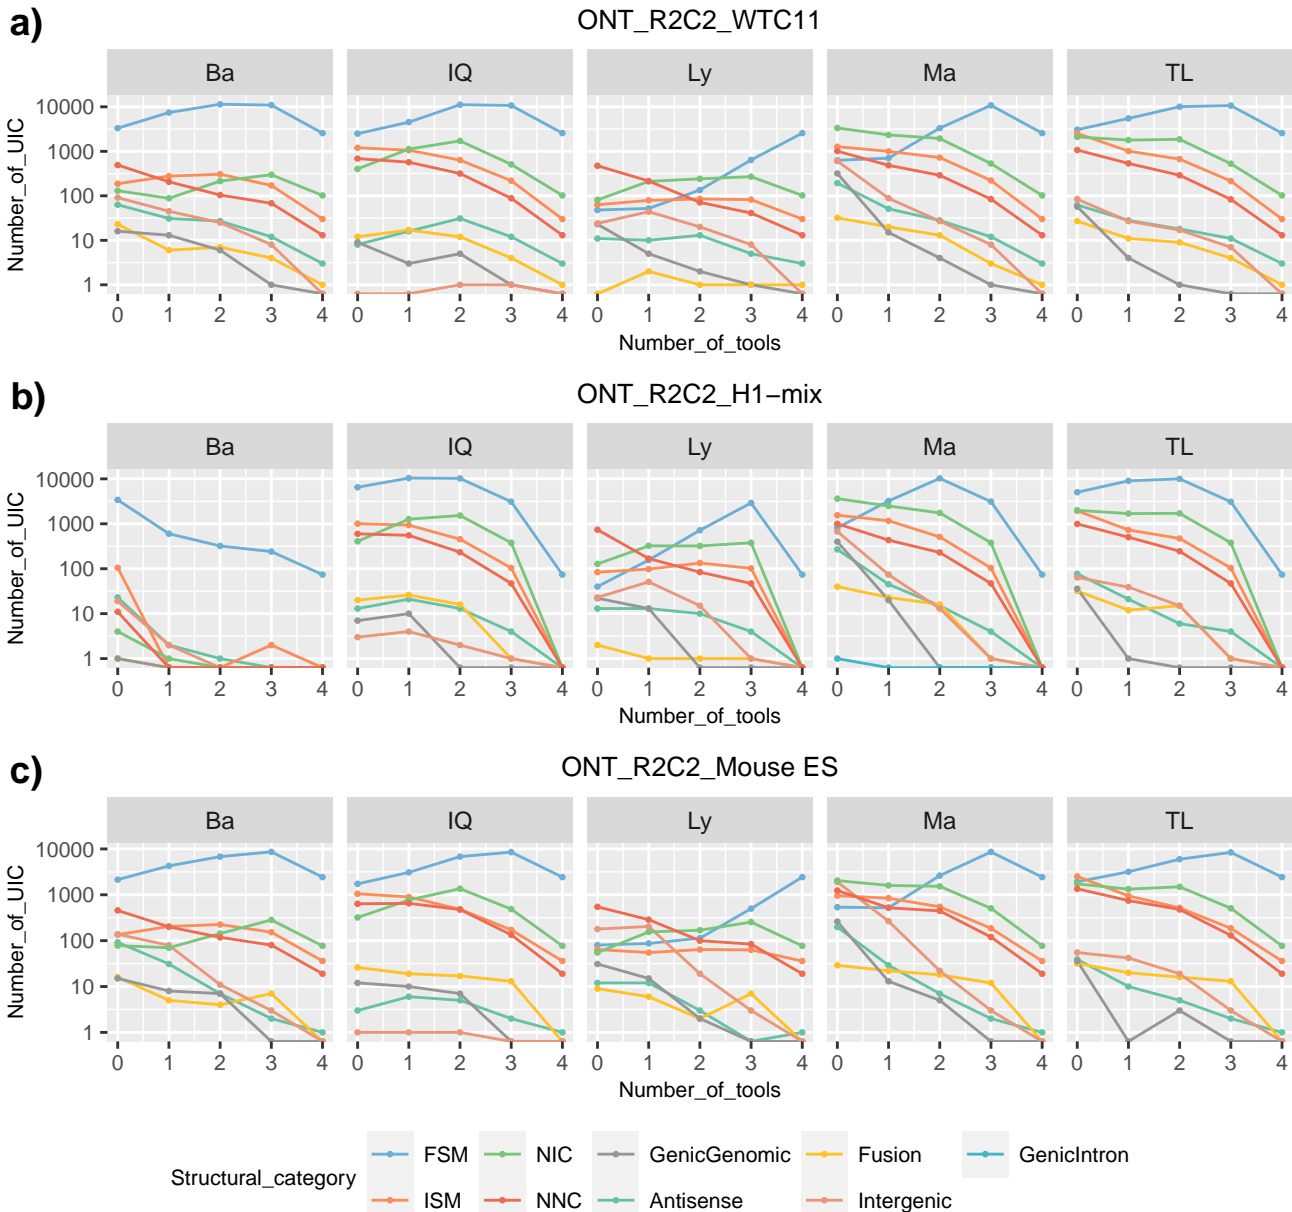 a)
ONT_R2C2_WTC11
Ba IQ Ly Ma TL
Number_of_UIC
10000
1000
100
10
1
0 1 2 3 4 0 1 2 3 4 0 1 2 3 4 0 1 2 3 4 0 1 2 3 4
Number_of_tools
b)
ONT_R2C2_H1−mix
Ba IQ Ly Ma TL
Number_of_UIC
10000
1000
100
10
1
0 1 2 3 4 0 1 2 3 4 0 1 2 3 4 0 1 2 3 4 0 1 2 3 4
Number_of_tools
c)
ONT_R2C2_Mouse ES
Ba IQ Ly Ma TL
Number_of_UIC
10000
1000
100
10
1
0 1 2 3 4 0 1 2 3 4 0 1 2 3 4 0 1 2 3 4 0 1 2 3 4
Number_of_tools
Structural_category
FSM NIC GenicGenomic Fusion GenicIntron
ISM NNC Antisense Intergenic